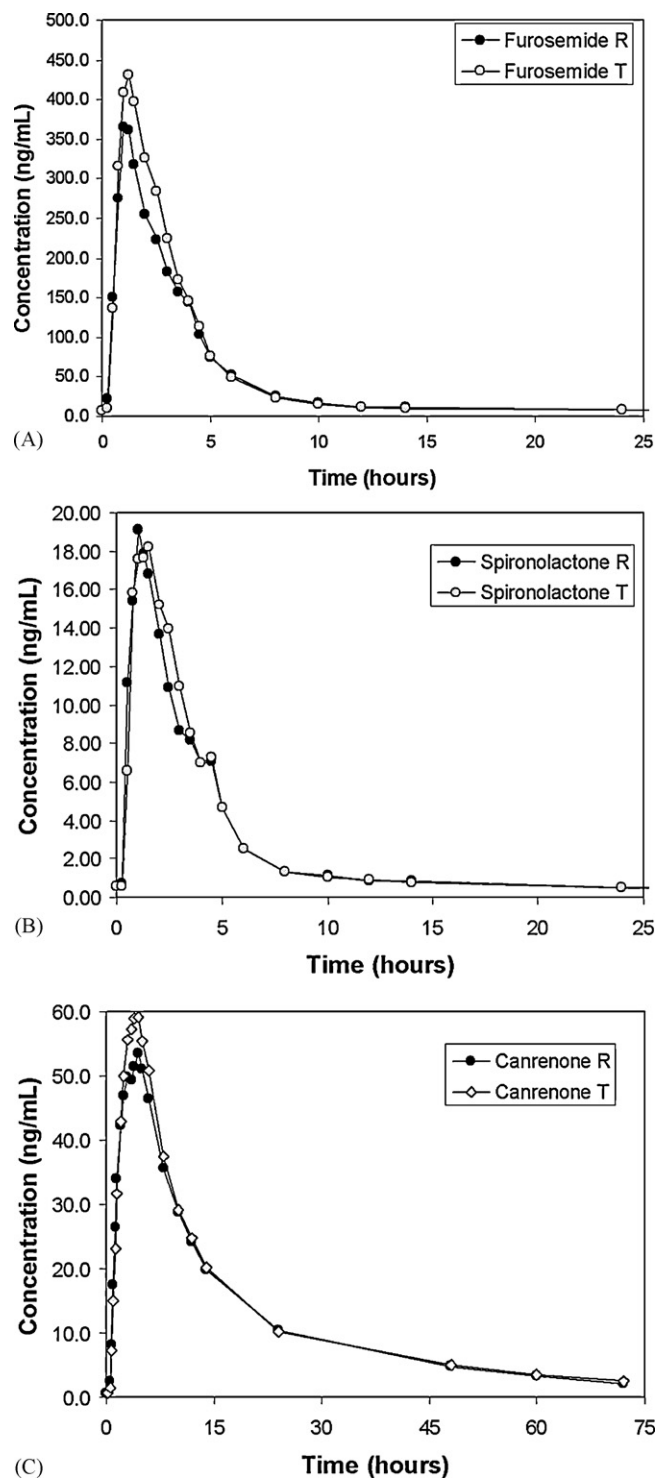 500.0
450.0
400.0
350.0
300.0
250.0
200.0
150.0
100.0
50.0
0.0
Concentration (ng/mL)
Furosemide R
Furosemide T
0 5 10 15 20 25
Time (hours)
(A)
20.00
18.00
16.00
14.00
12.00
10.00
8.00
6.00
4.00
2.00
0.00
Concentration (ng/mL)
Spironolactone R
Spironolactone T
0 5 10 15 20 25
Time (hours)
(B)
60.0
50.0
40.0
30.0
20.0
10.0
0.0
Concentration (ng/mL)
Canrenone R
Canrenone T
0 15 30 45 60 75
Time (hours)
(C)